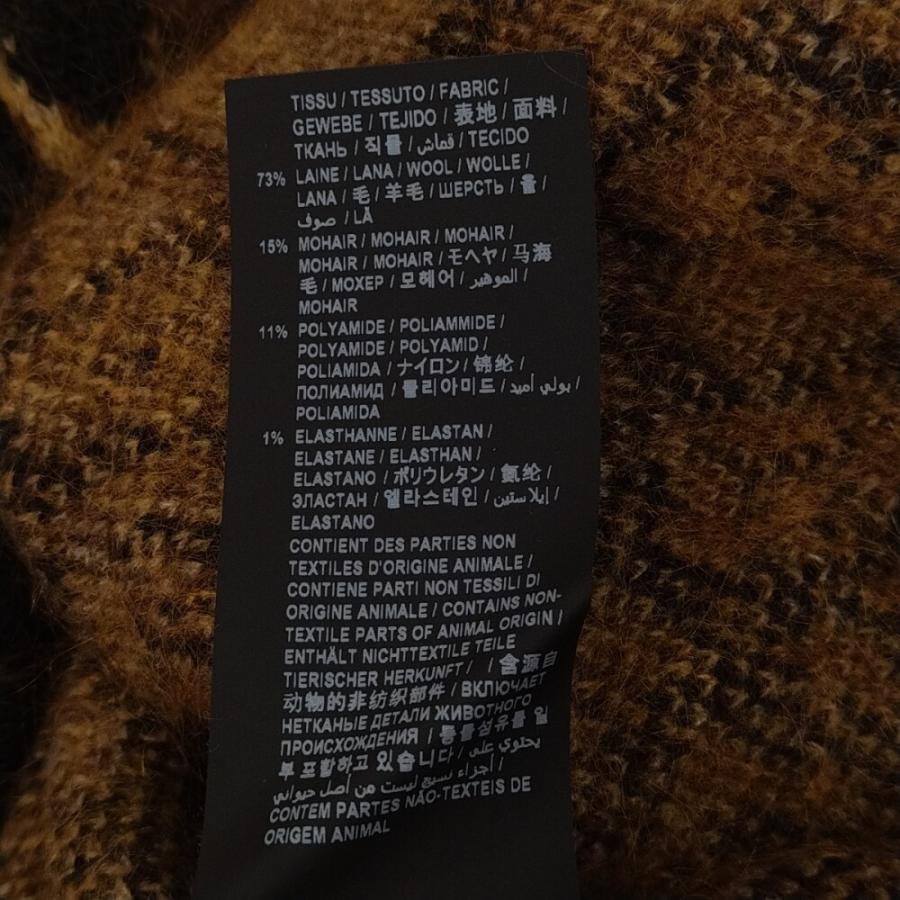 TISSU / TESSUTO / FABRIC /
GEWEBE / TEJIDO / 表地 / 面料 /
ТКАНЬ / 직물 / قماش / TECIDO
73% LAINE / LANA / WOOL / WOLLE /
LANA / 毛 / 羊毛 / ШЕРСТЬ / 울 /
صوف / LÃ
15% MOHAIR / MOHAIR / MOHAIR /
MOHAIR / MOHAIR / モヘヤ / 马海
毛 / МОХЕР / 모헤어 / الموهير /
MOHAIR
11% POLYAMIDE / POLIAMMIDE /
POLYAMIDE / POLYAMID /
POLIAMIDA / ナイロン / 锦纶 /
ПОЛИАМИД / 폴리아미드 / بولي أميد /
POLIAMIDA
1% ELASTHANNE / ELASTAN /
ELASTANE / ELASTHAN /
ELASTANO / ポリウレタン / 氨纶 /
ЭЛАСТАН / 엘라스테인 / إيلاستين /
ELASTANO
CONTIENT DES PARTIES NON
TEXTILES D'ORIGINE ANIMALE /
CONTIENE PARTI NON TESSILI DI
ORIGINE ANIMALE / CONTAINS NON-
TEXTILE PARTS OF ANIMAL ORIGIN /
ENTHÄLT NICHTTEXTILE TEILE
TIERISCHER HERKUNFT / / 含源自
动物的非纺织部件 / ВКЛЮЧАЕТ
НЕТКАНЫЕ ДЕТАЛИ ЖИВОТНОГО
ПРОИСХОЖДЕНИЯ / 동물섬유를 일
부 포함하고 있습니다 / يحتوي على
أجزاء نسيج ليست من أصل حيواني /
CONTEM PARTES NÃO-TEXTEIS DE
ORIGEM ANIMAL